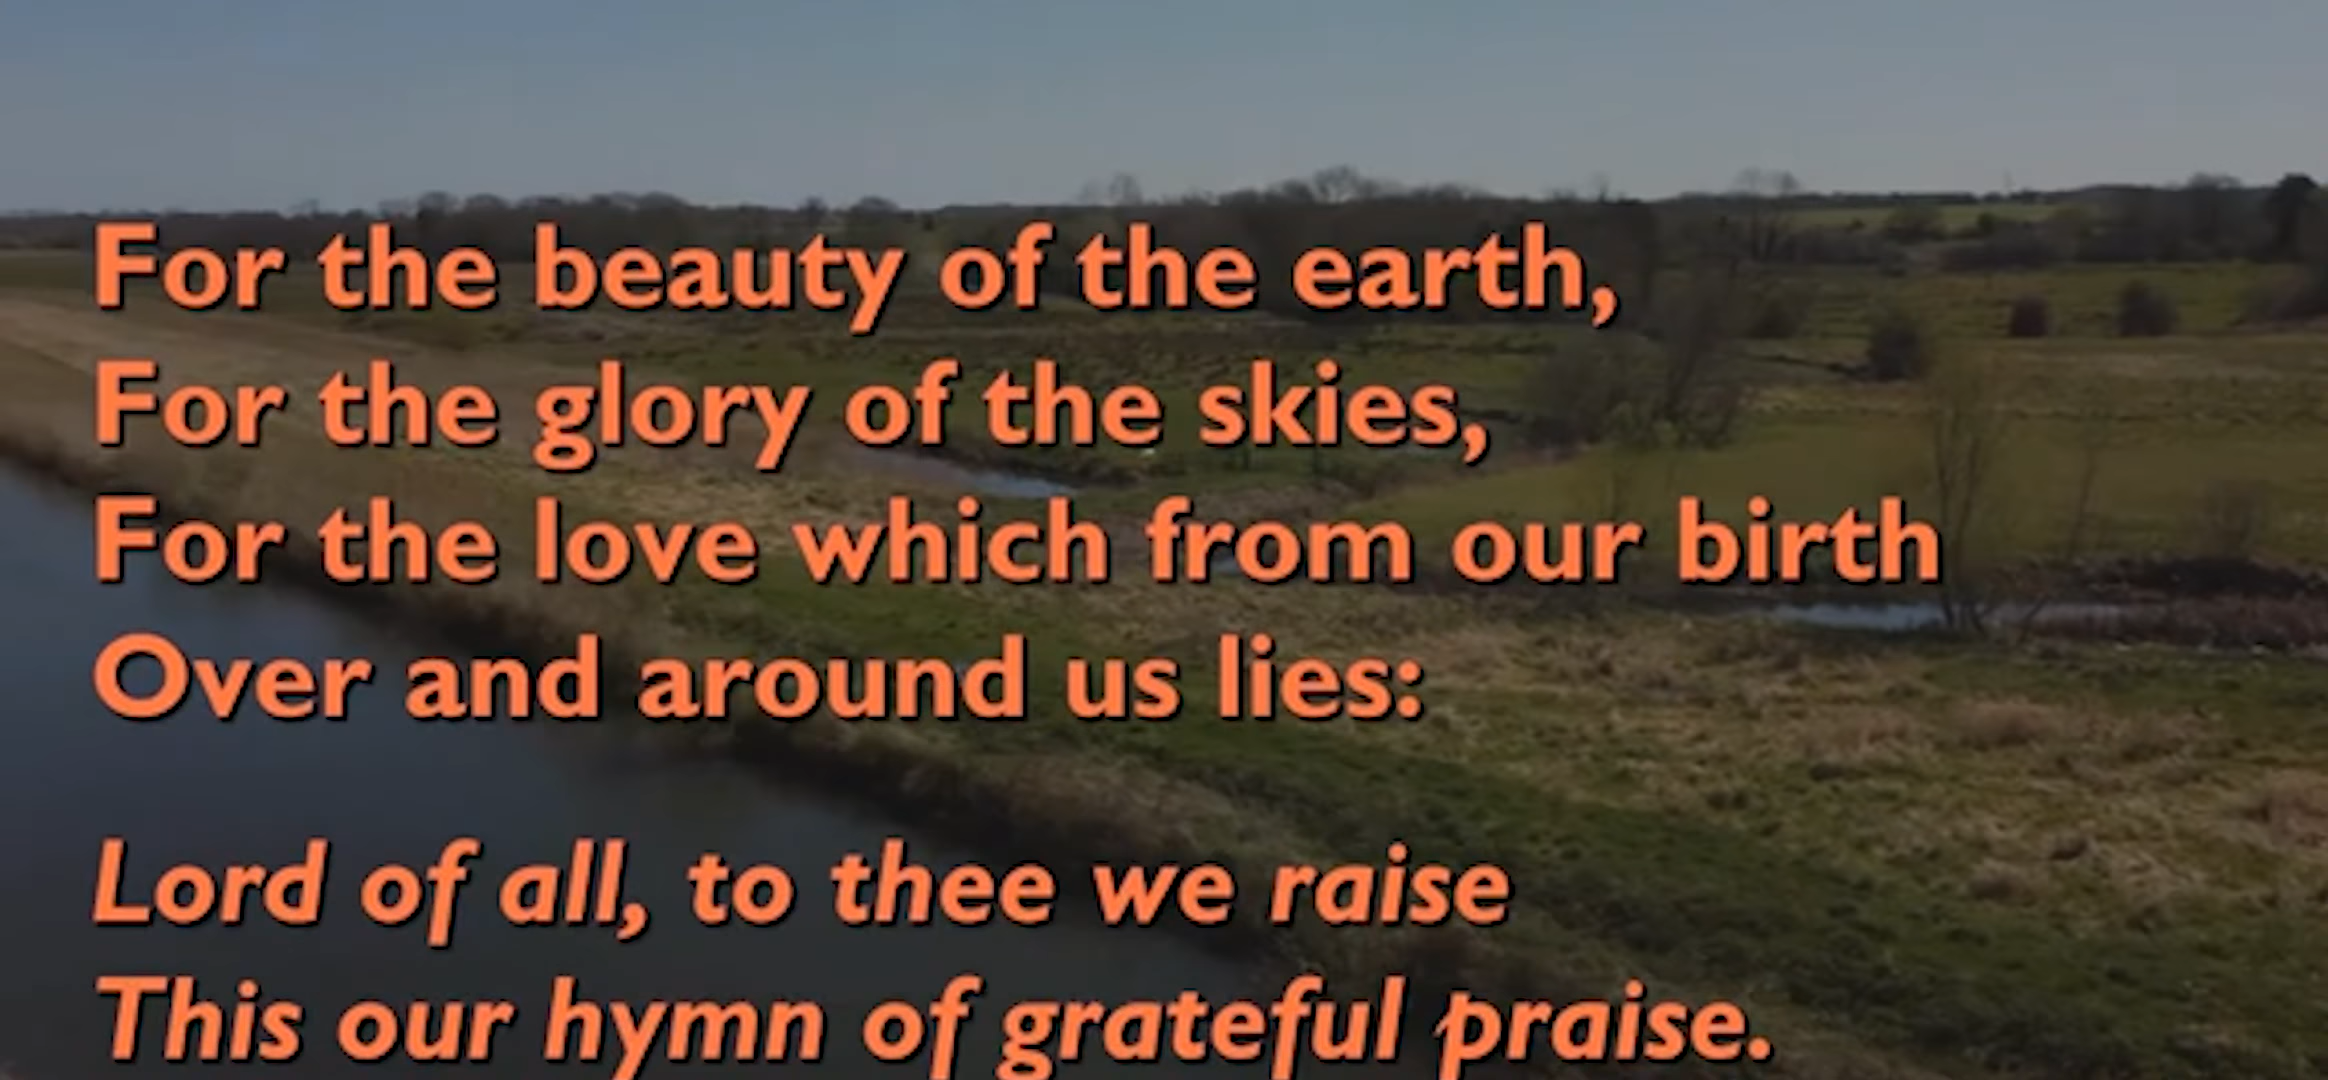 For the beauty of the earth,
For the glory of the skies,
For the love which from our birth
Over and around us lies:
Lord of all, to thee we raise
This our hymn of grateful praise.